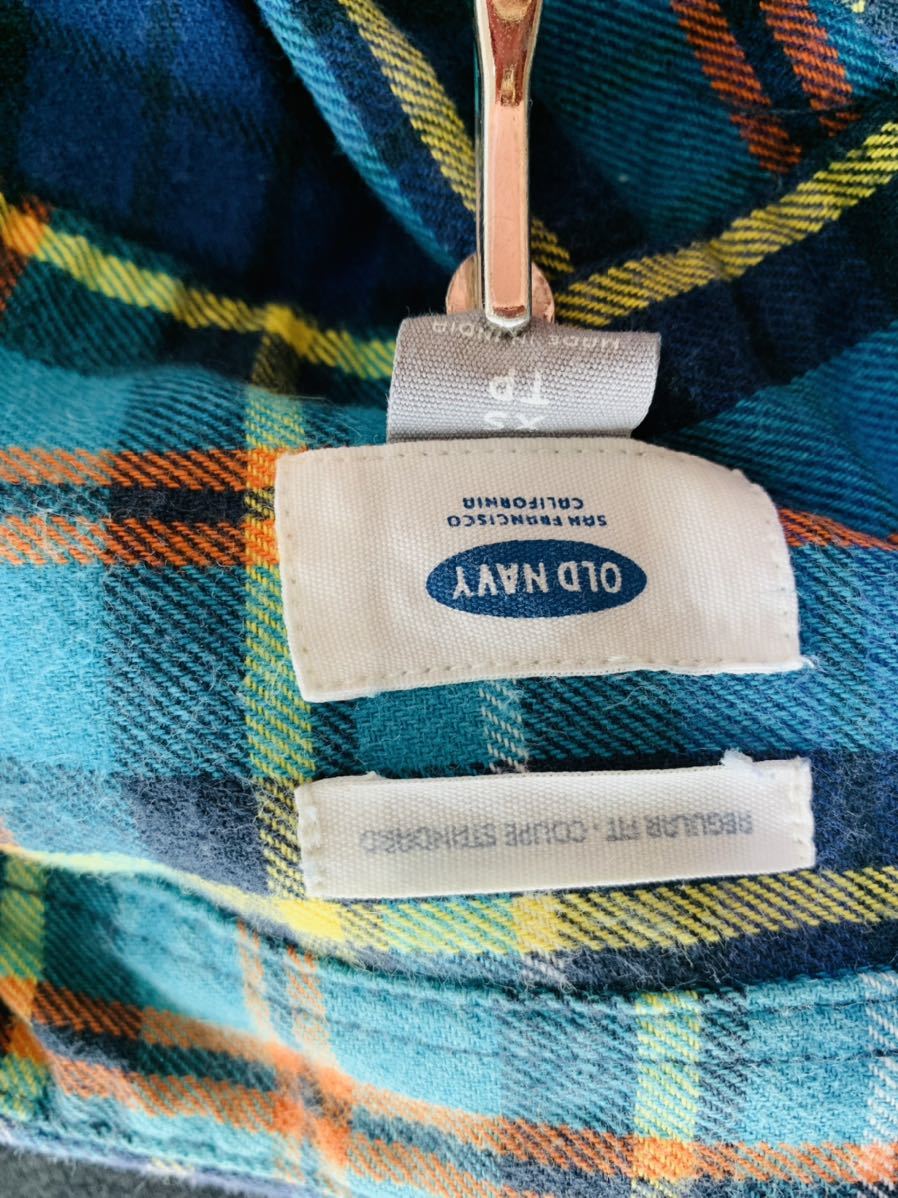 REGULAR FIT · COUPE STANDARD
OLD NAVY
SAN FRANCISCO
CALIFORNIA
XS
TP
MADE IN INDIA